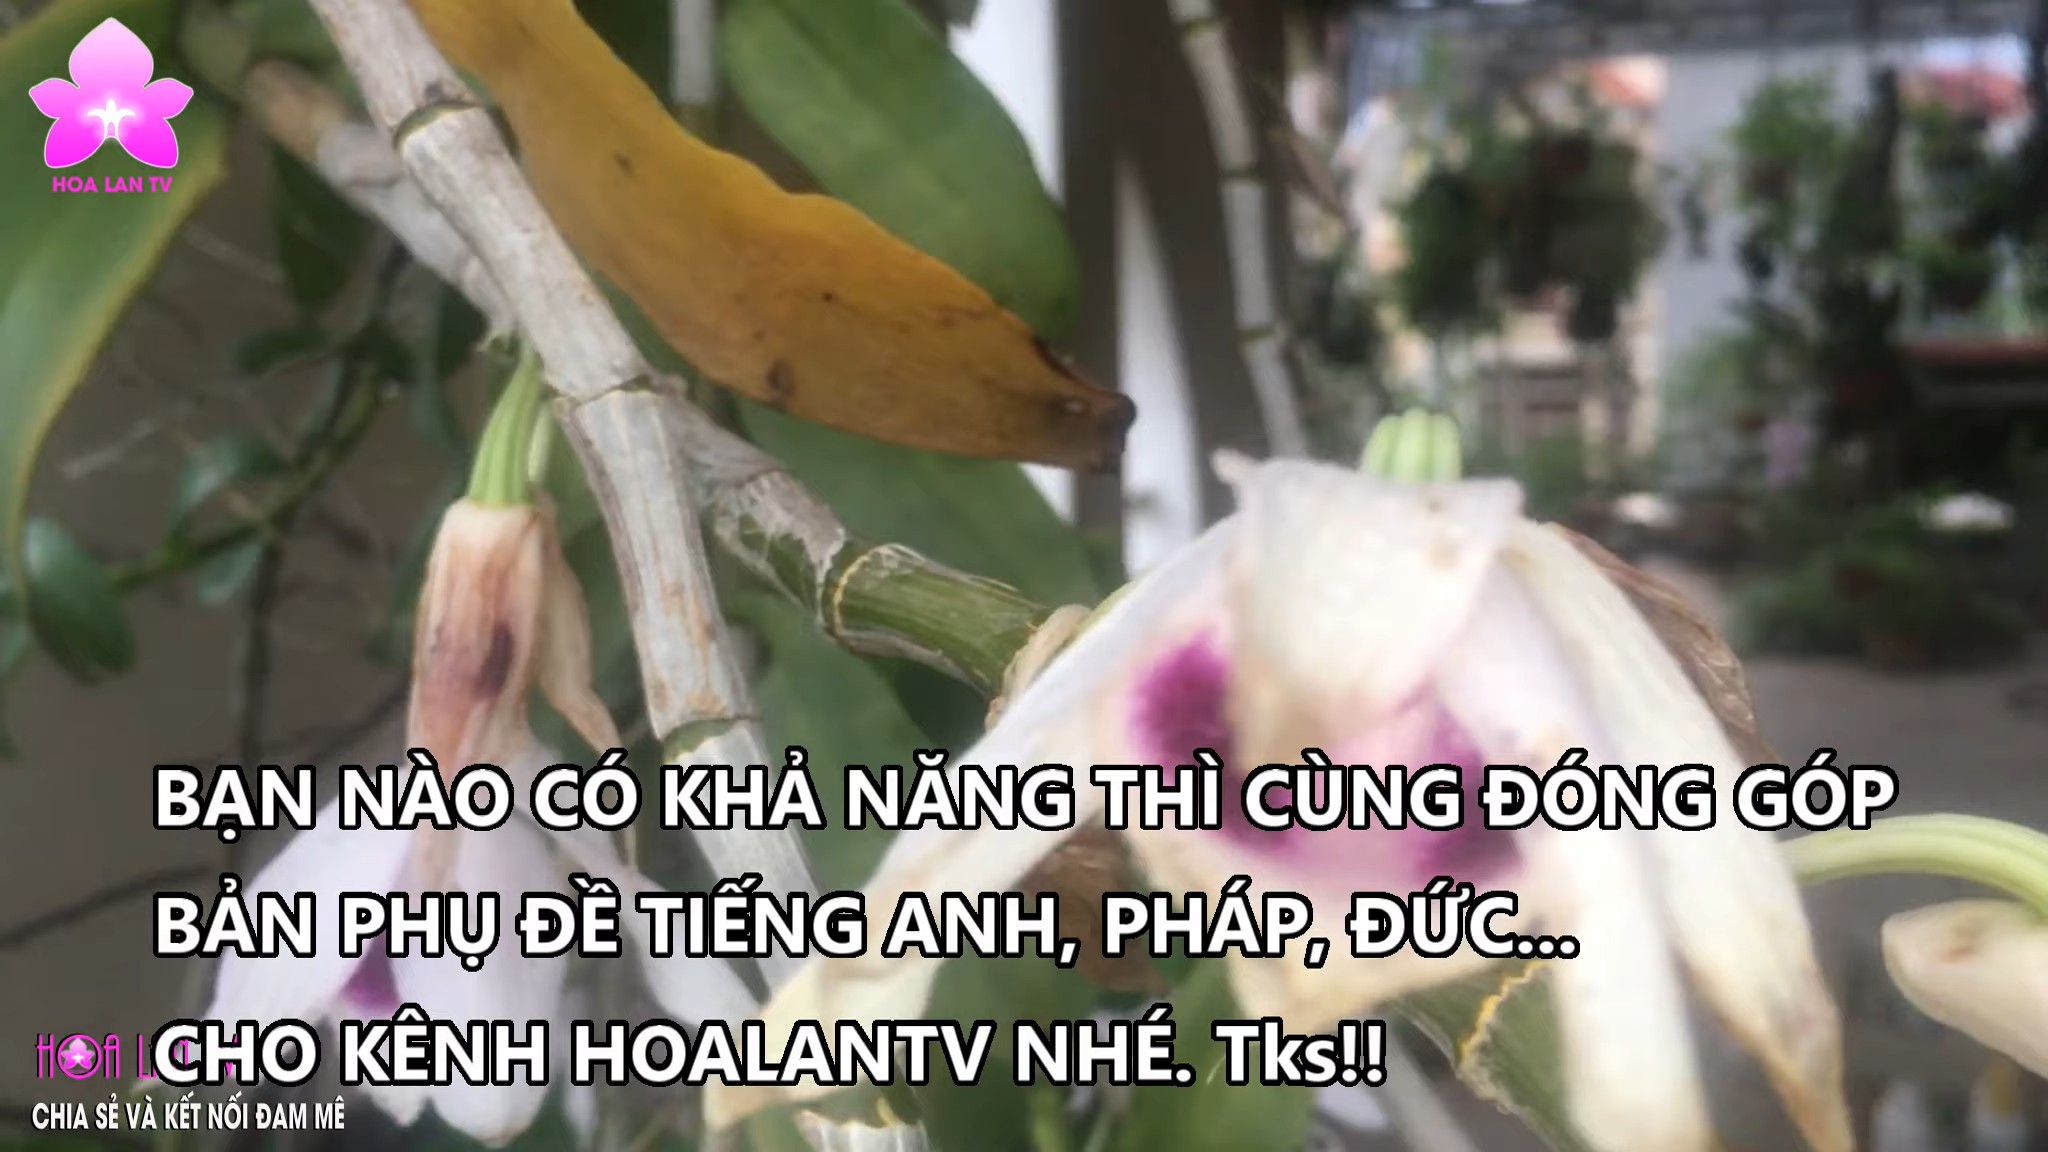 HOA LAN TV
BẠN NÀO CÓ KHẢ NĂNG THÌ CÙNG ĐÓNG GÓP
BẢN PHỤ ĐỀ TIẾNG ANH, PHÁP, ĐỨC...
CHO KÊNH HOALANTV NHÉ. Tks!!
HOA
CHIA SẺ VÀ KẾT NỐI ĐAM MÊ